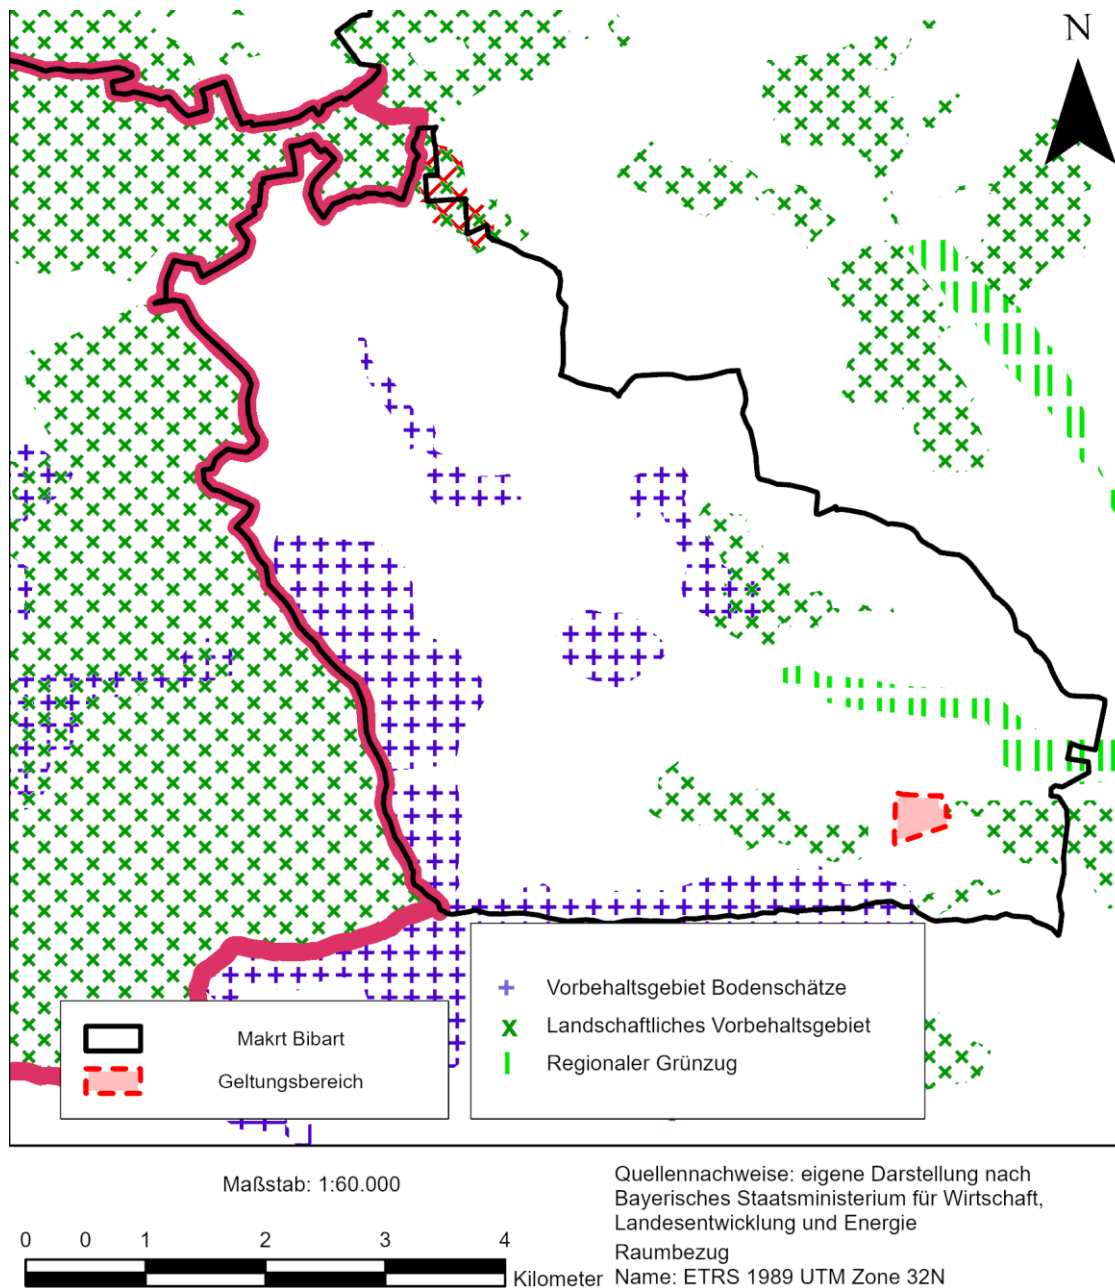 N
Makrt Bibart
Geltungsbereich
Vorbehaltsgebiet Bodenschätze
Landschaftliches Vorbehaltsgebiet
Regionaler Grünzug
Maßstab: 1:60.000
0 0 1 2 3 4
Kilometer
Quellennachweise: eigene Darstellung nach
Bayerisches Staatsministerium für Wirtschaft,
Landesentwicklung und Energie
Raumbezug
Name: ETRS 1989 UTM Zone 32N